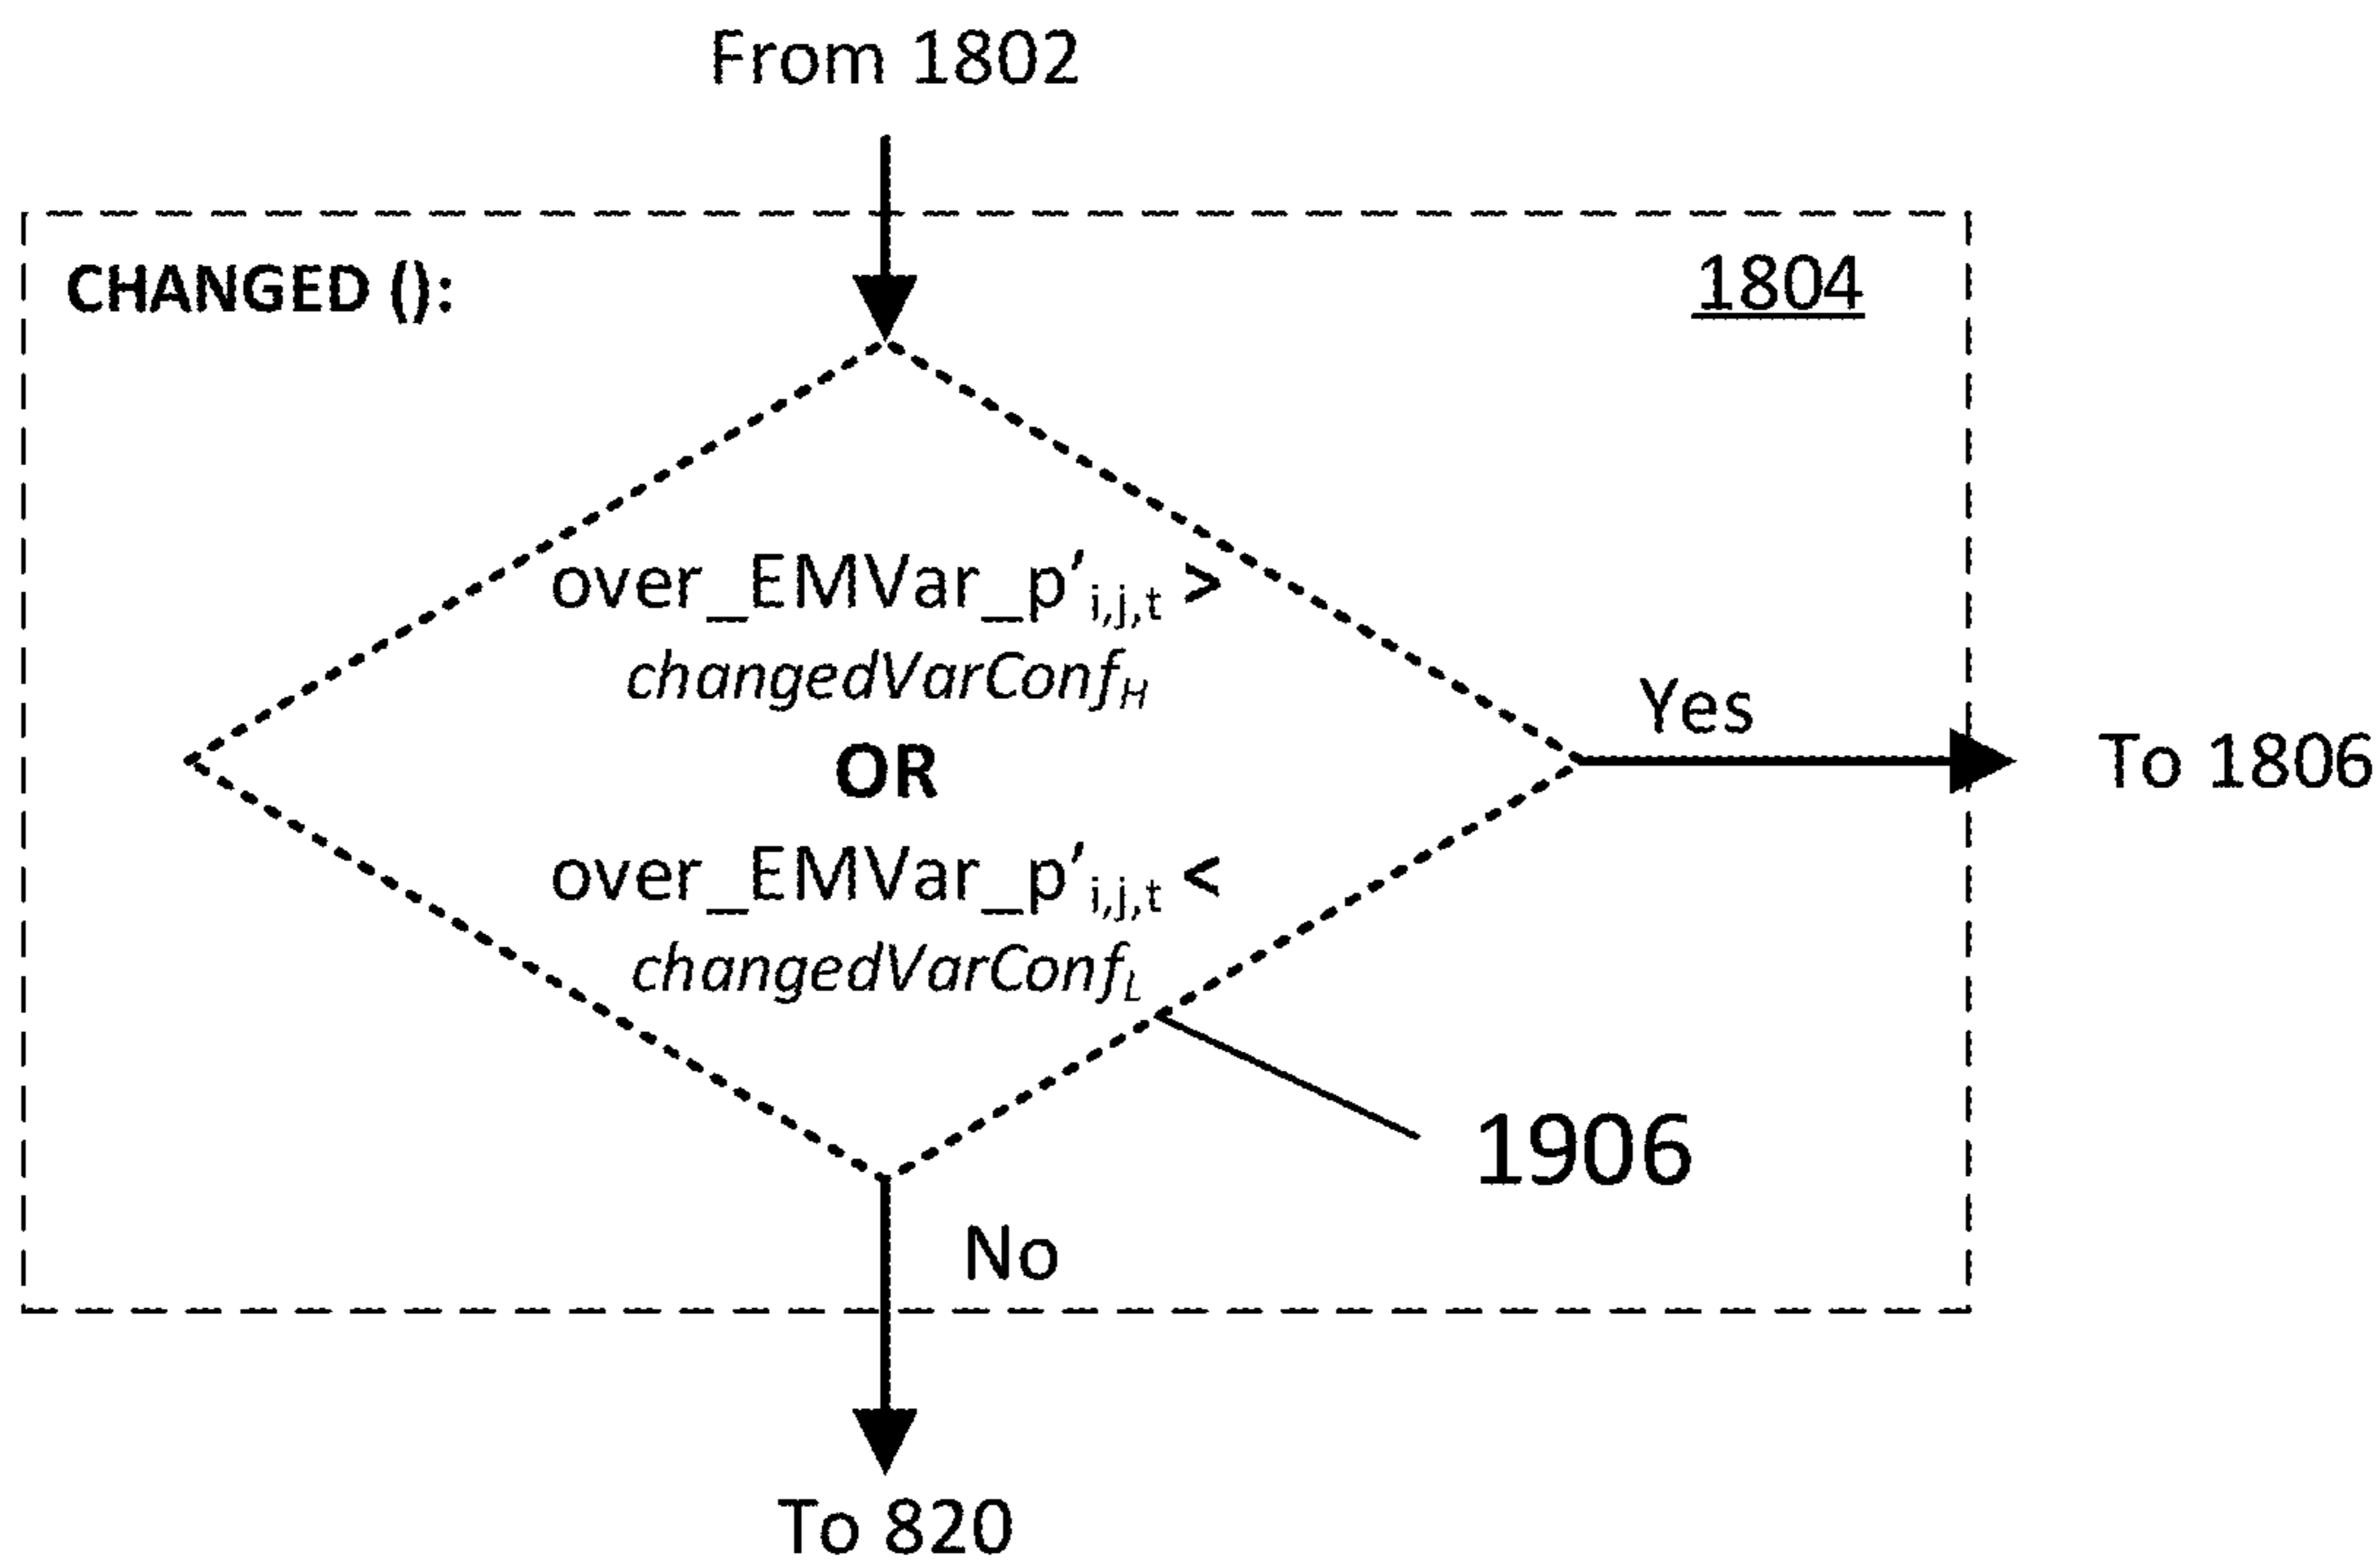 From 1802
CHANGED ():
1804
over_EMVar_p′i,j,t >
changedVarConfH
OR
over_EMVar_p′i,j,t <
changedVarConfL
Yes
To 1806
1906
No
To 820